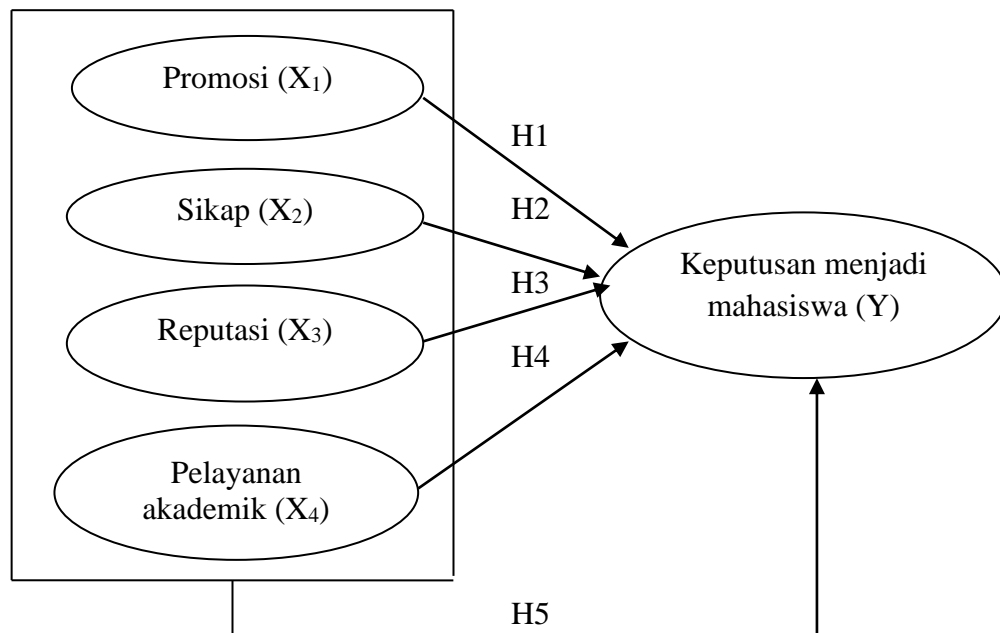 Promosi (X₁)
H1
Sikap (X₂)
H2
Keputusan menjadi
mahasiswa (Y)
H3
Reputasi (X₃)
H4
Pelayanan
akademik (X₄)
H5